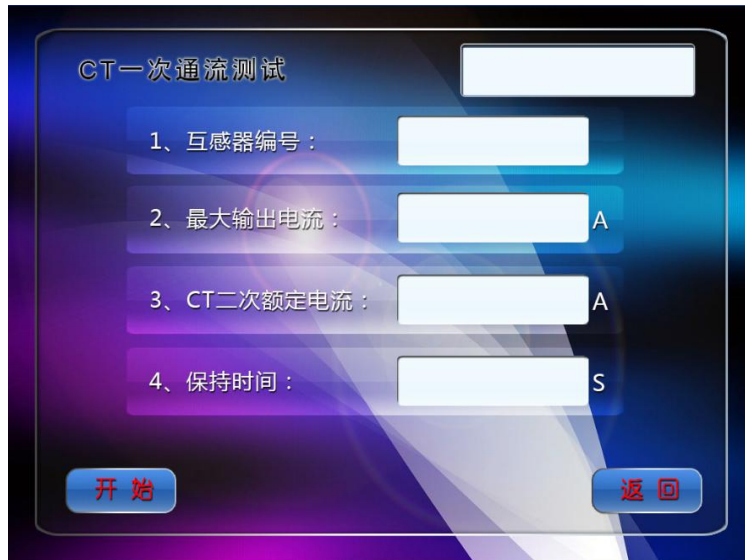 CT一次通流测试
1、互感器编号：
2、最大输出电流： A
3、CT二次额定电流： A
4、保持时间： S
开 始 返 回